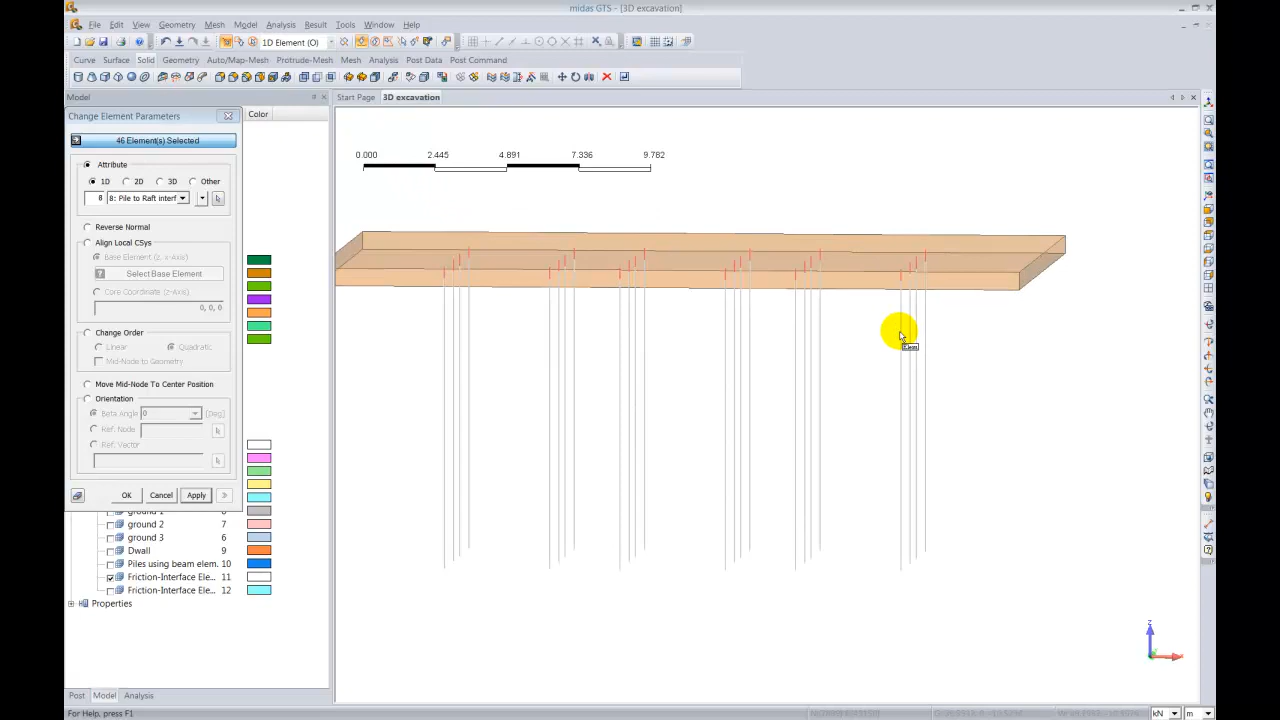 midas GTS - [3D excavation]
File Edit View Geometry Mesh Model Analysis Result Tools Window Help
1D Element (O)
Curve Surface Solid Geometry Auto/Map-Mesh Protrude-Mesh Mesh Analysis Post Data Post Command
Model
Start Page 3D excavation
Change Element Parameters
Color
46 Element(s) Selected
Attribute
1D 2D 3D Other
8 8: Pile to Raft interf
Reverse Normal
Align Local CSys
Base Element (z, x-Axis)
Select Base Element
Core Coordinate (z-Axis)
0, 0, 0
Change Order
Linear Quadratic
Mid-Node to Geometry
Move Mid-Node To Center Position
Orientation
Beta Angle 0 [Deg]
Ref. Node
Ref. Vector
OK Cancel Apply
0.000 2.445 4.891 7.336 9.782
ground 2 7
ground 3 6
Dwall 9
Piles using beam elem. 10
Friction-Interface Ele... 11
Friction-Interface Ele... 12
Properties
z
Post Model Analysis
For Help, press F1
kN m